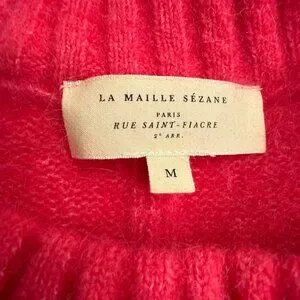 LA MAILLE SÉZANE
PARIS
RUE SAINT-FIACRE
2ᵉ ARR.
M